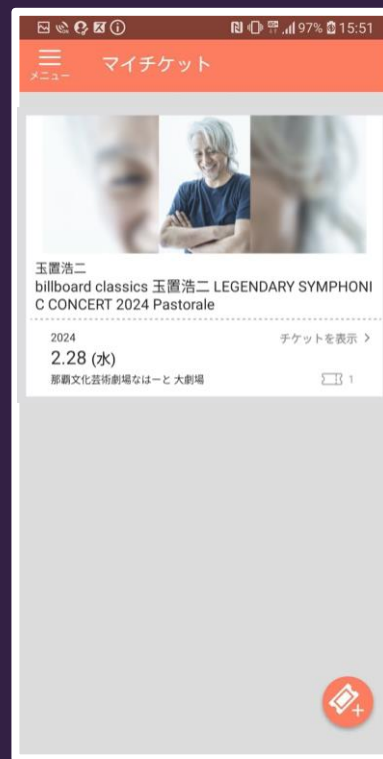 97% 15:51
メニュー
マイチケット
玉置浩二
billboard classics 玉置浩二 LEGENDARY SYMPHONI
C CONCERT 2024 Pastorale
2024
チケットを表示 >
2.28 (水)
那覇文化芸術劇場なはーと 大劇場
1